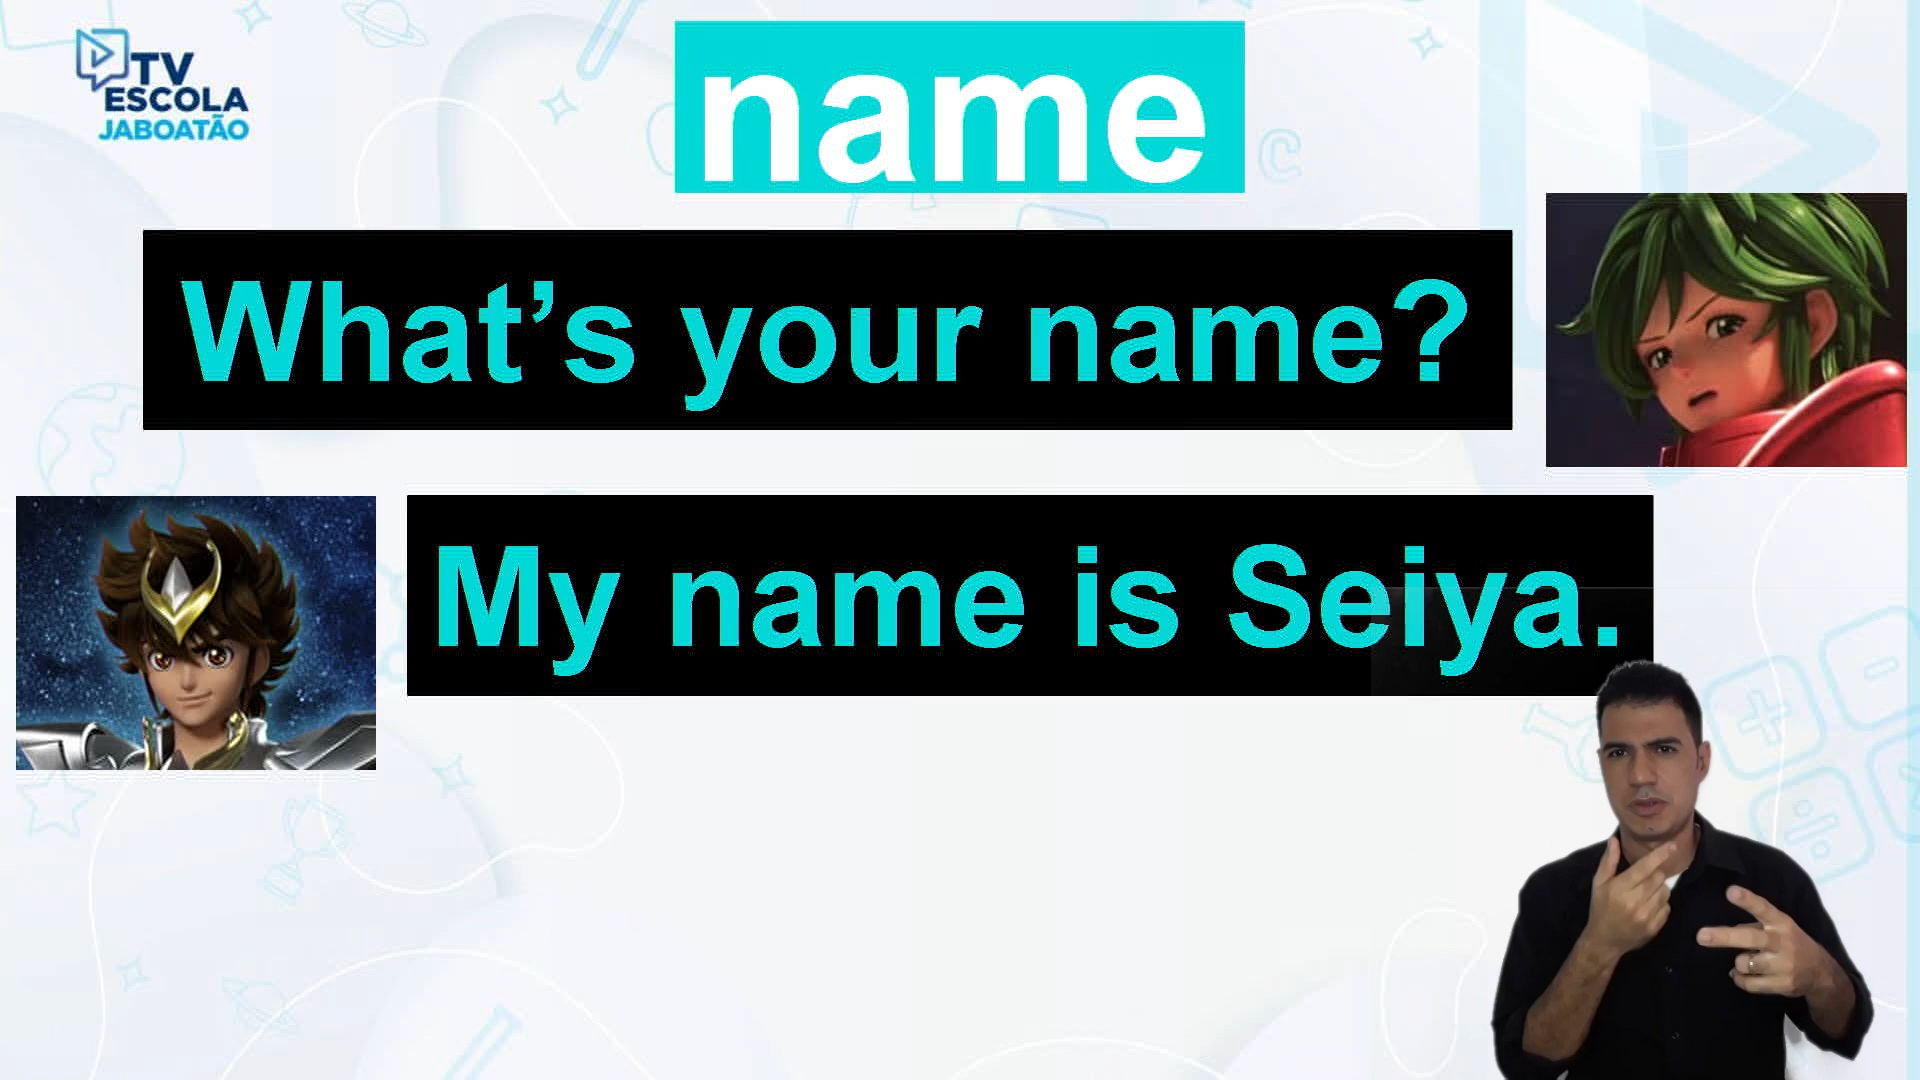 TV
ESCOLA
JABOATÃO
name
What’s your name?
My name is Seiya.